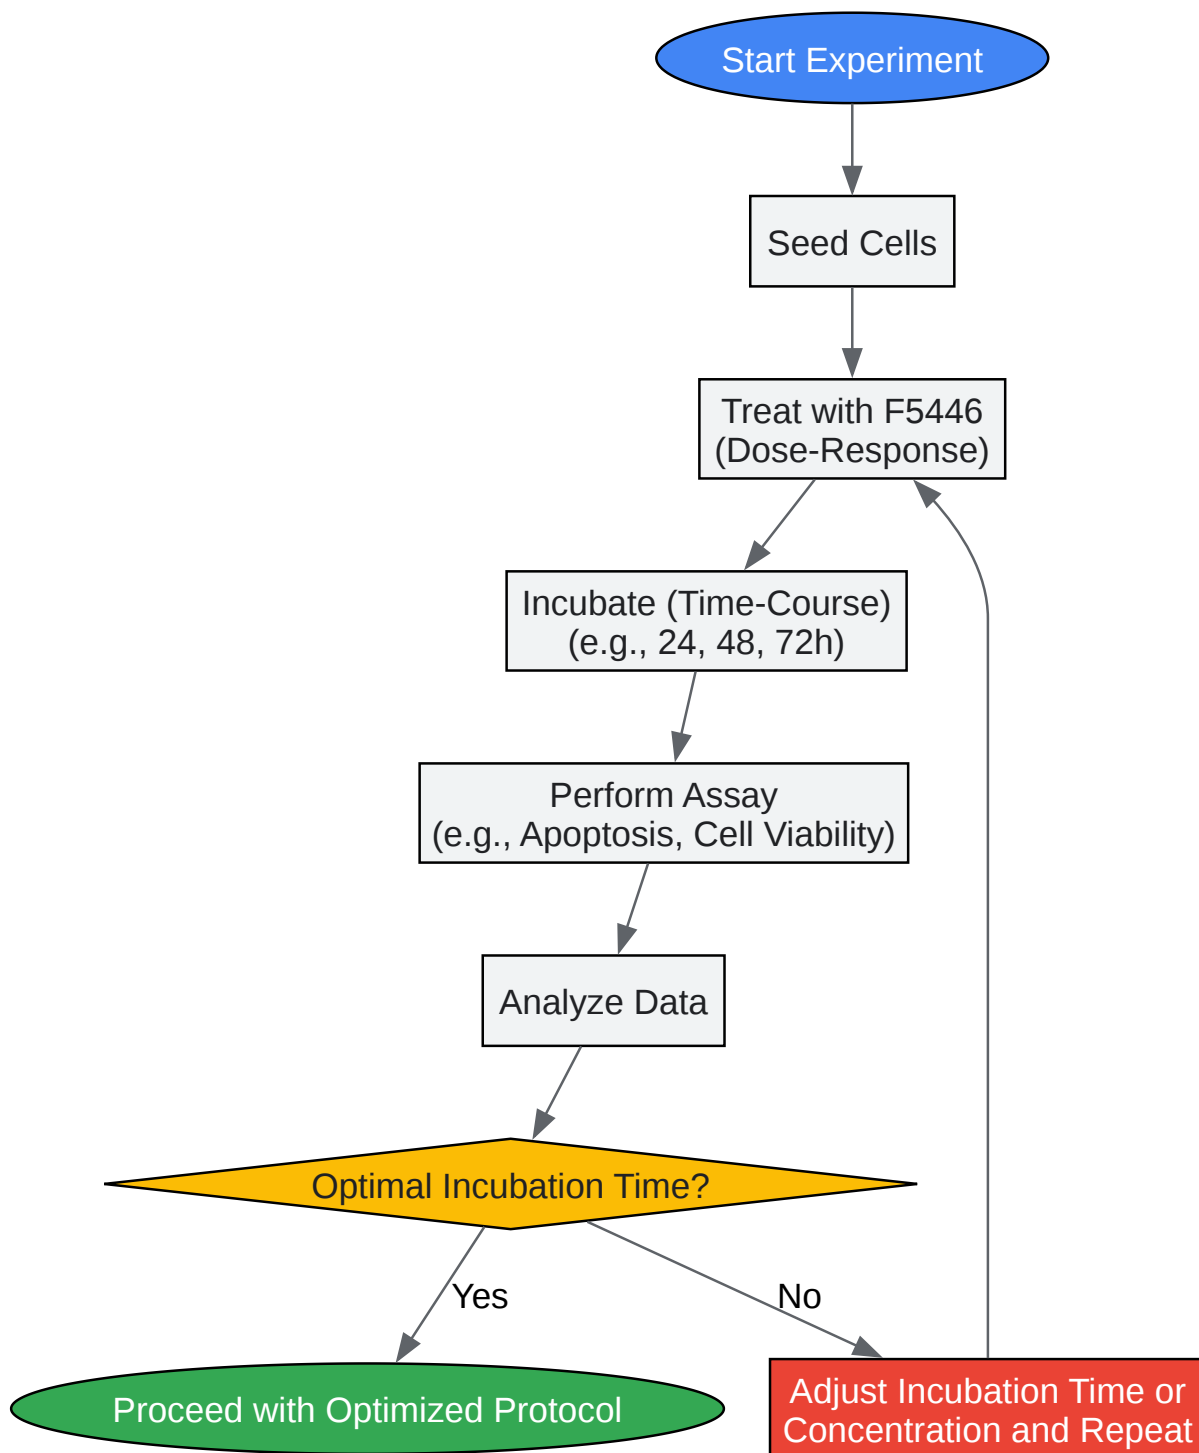 Start Experiment
Seed Cells
Treat with F5446
(Dose-Response)
Incubate (Time-Course)
(e.g., 24, 48, 72h)
Perform Assay
(e.g., Apoptosis, Cell Viability)
Analyze Data
Optimal Incubation Time?
Yes
No
Proceed with Optimized Protocol
Adjust Incubation Time or
Concentration and Repeat